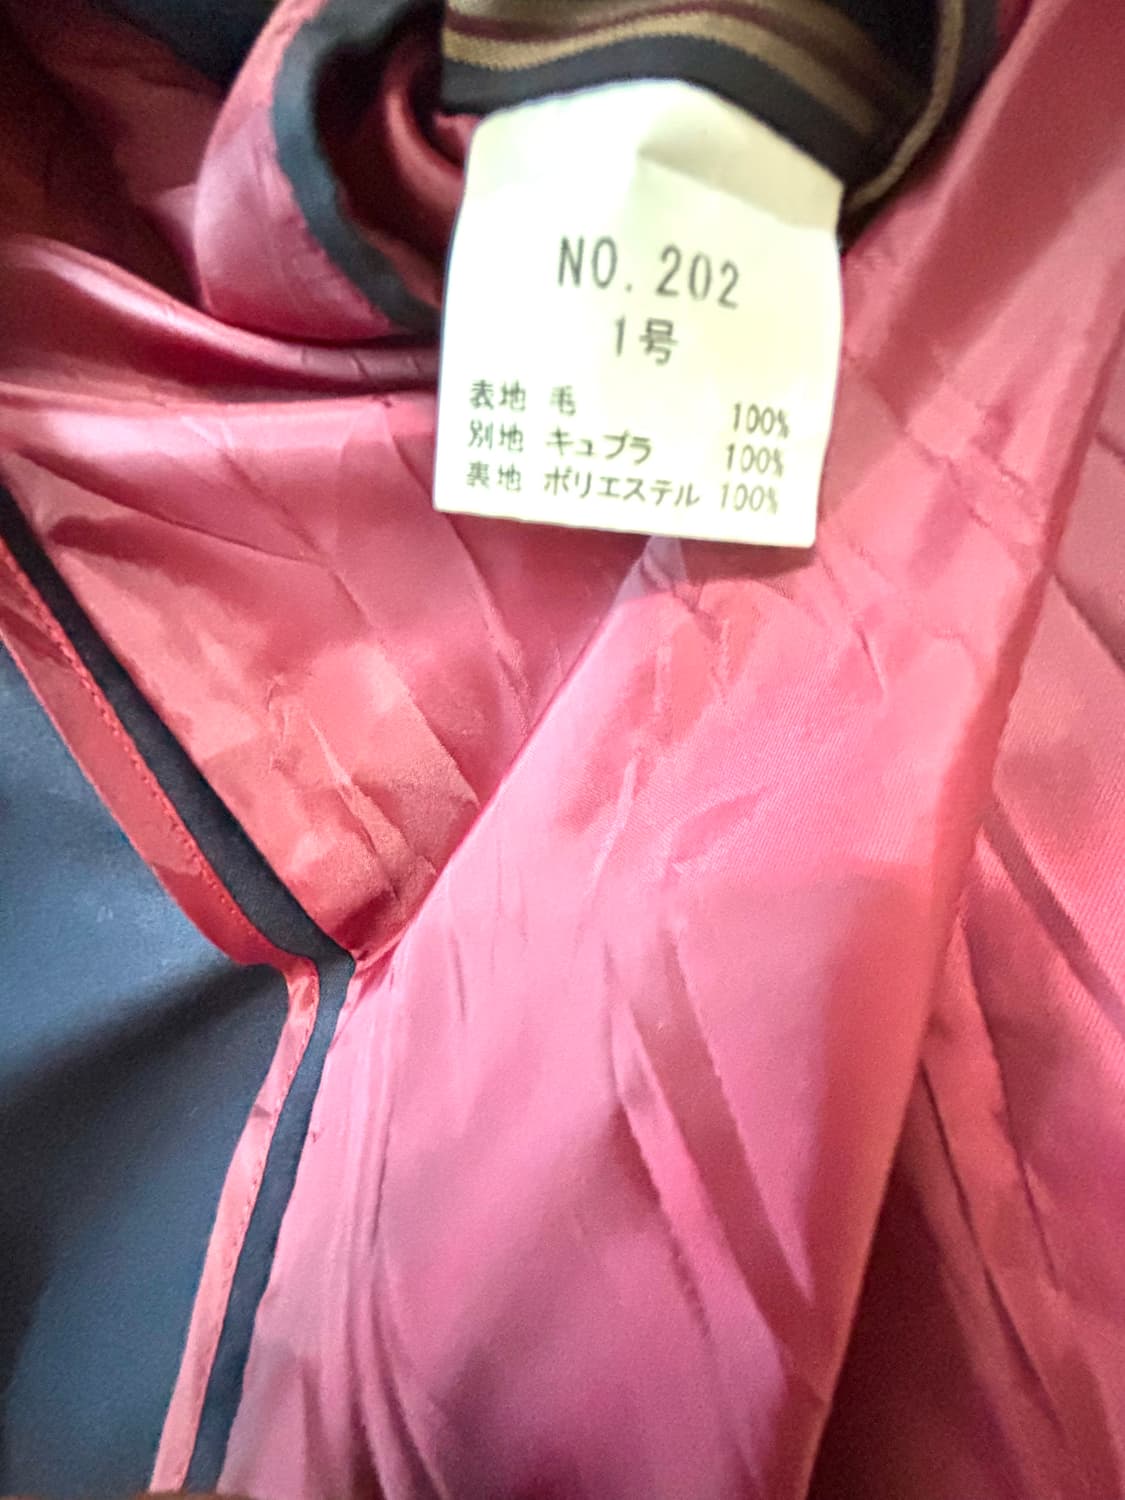 NO. 202
1号
表地 毛 100%
別地 キュプラ 100%
裏地 ポリエステル 100%